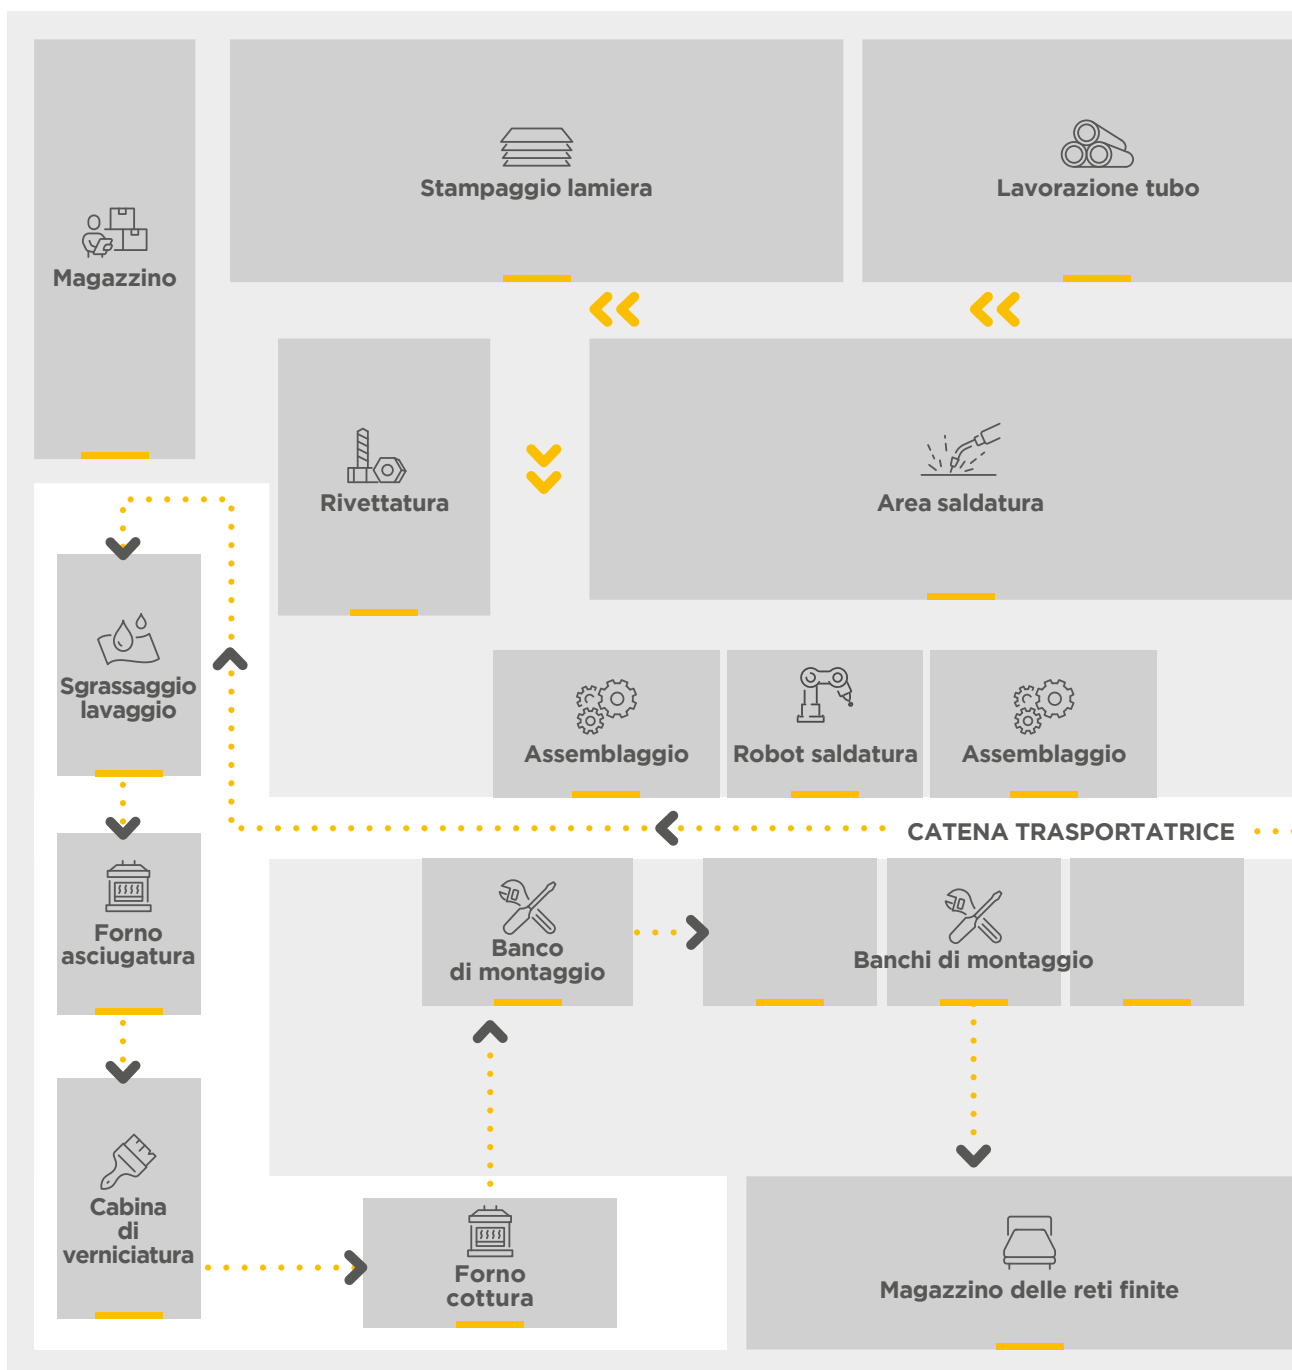 Stampaggio lamiera
Lavorazione tubo
Magazzino
Rivettatura
Area saldatura
Sgrassaggio
lavaggio
Assemblaggio
Robot saldatura
Assemblaggio
CATENA TRASPORTATRICE
Forno
asciugatura
Banco
di montaggio
Banchi di montaggio
Cabina
di
verniciatura
Forno
cottura
Magazzino delle reti finite